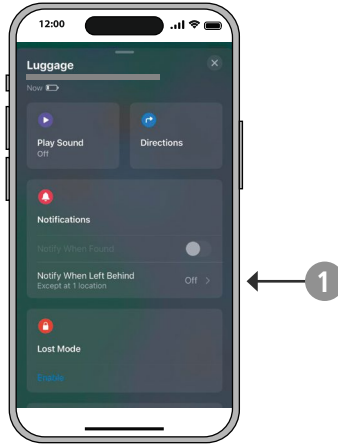 12:00
Luggage
Now
Play Sound
Off
Directions
Notifications
Notify When Found
Notify When Left Behind
Except at 1 location
Off
1
Lost Mode
Enable